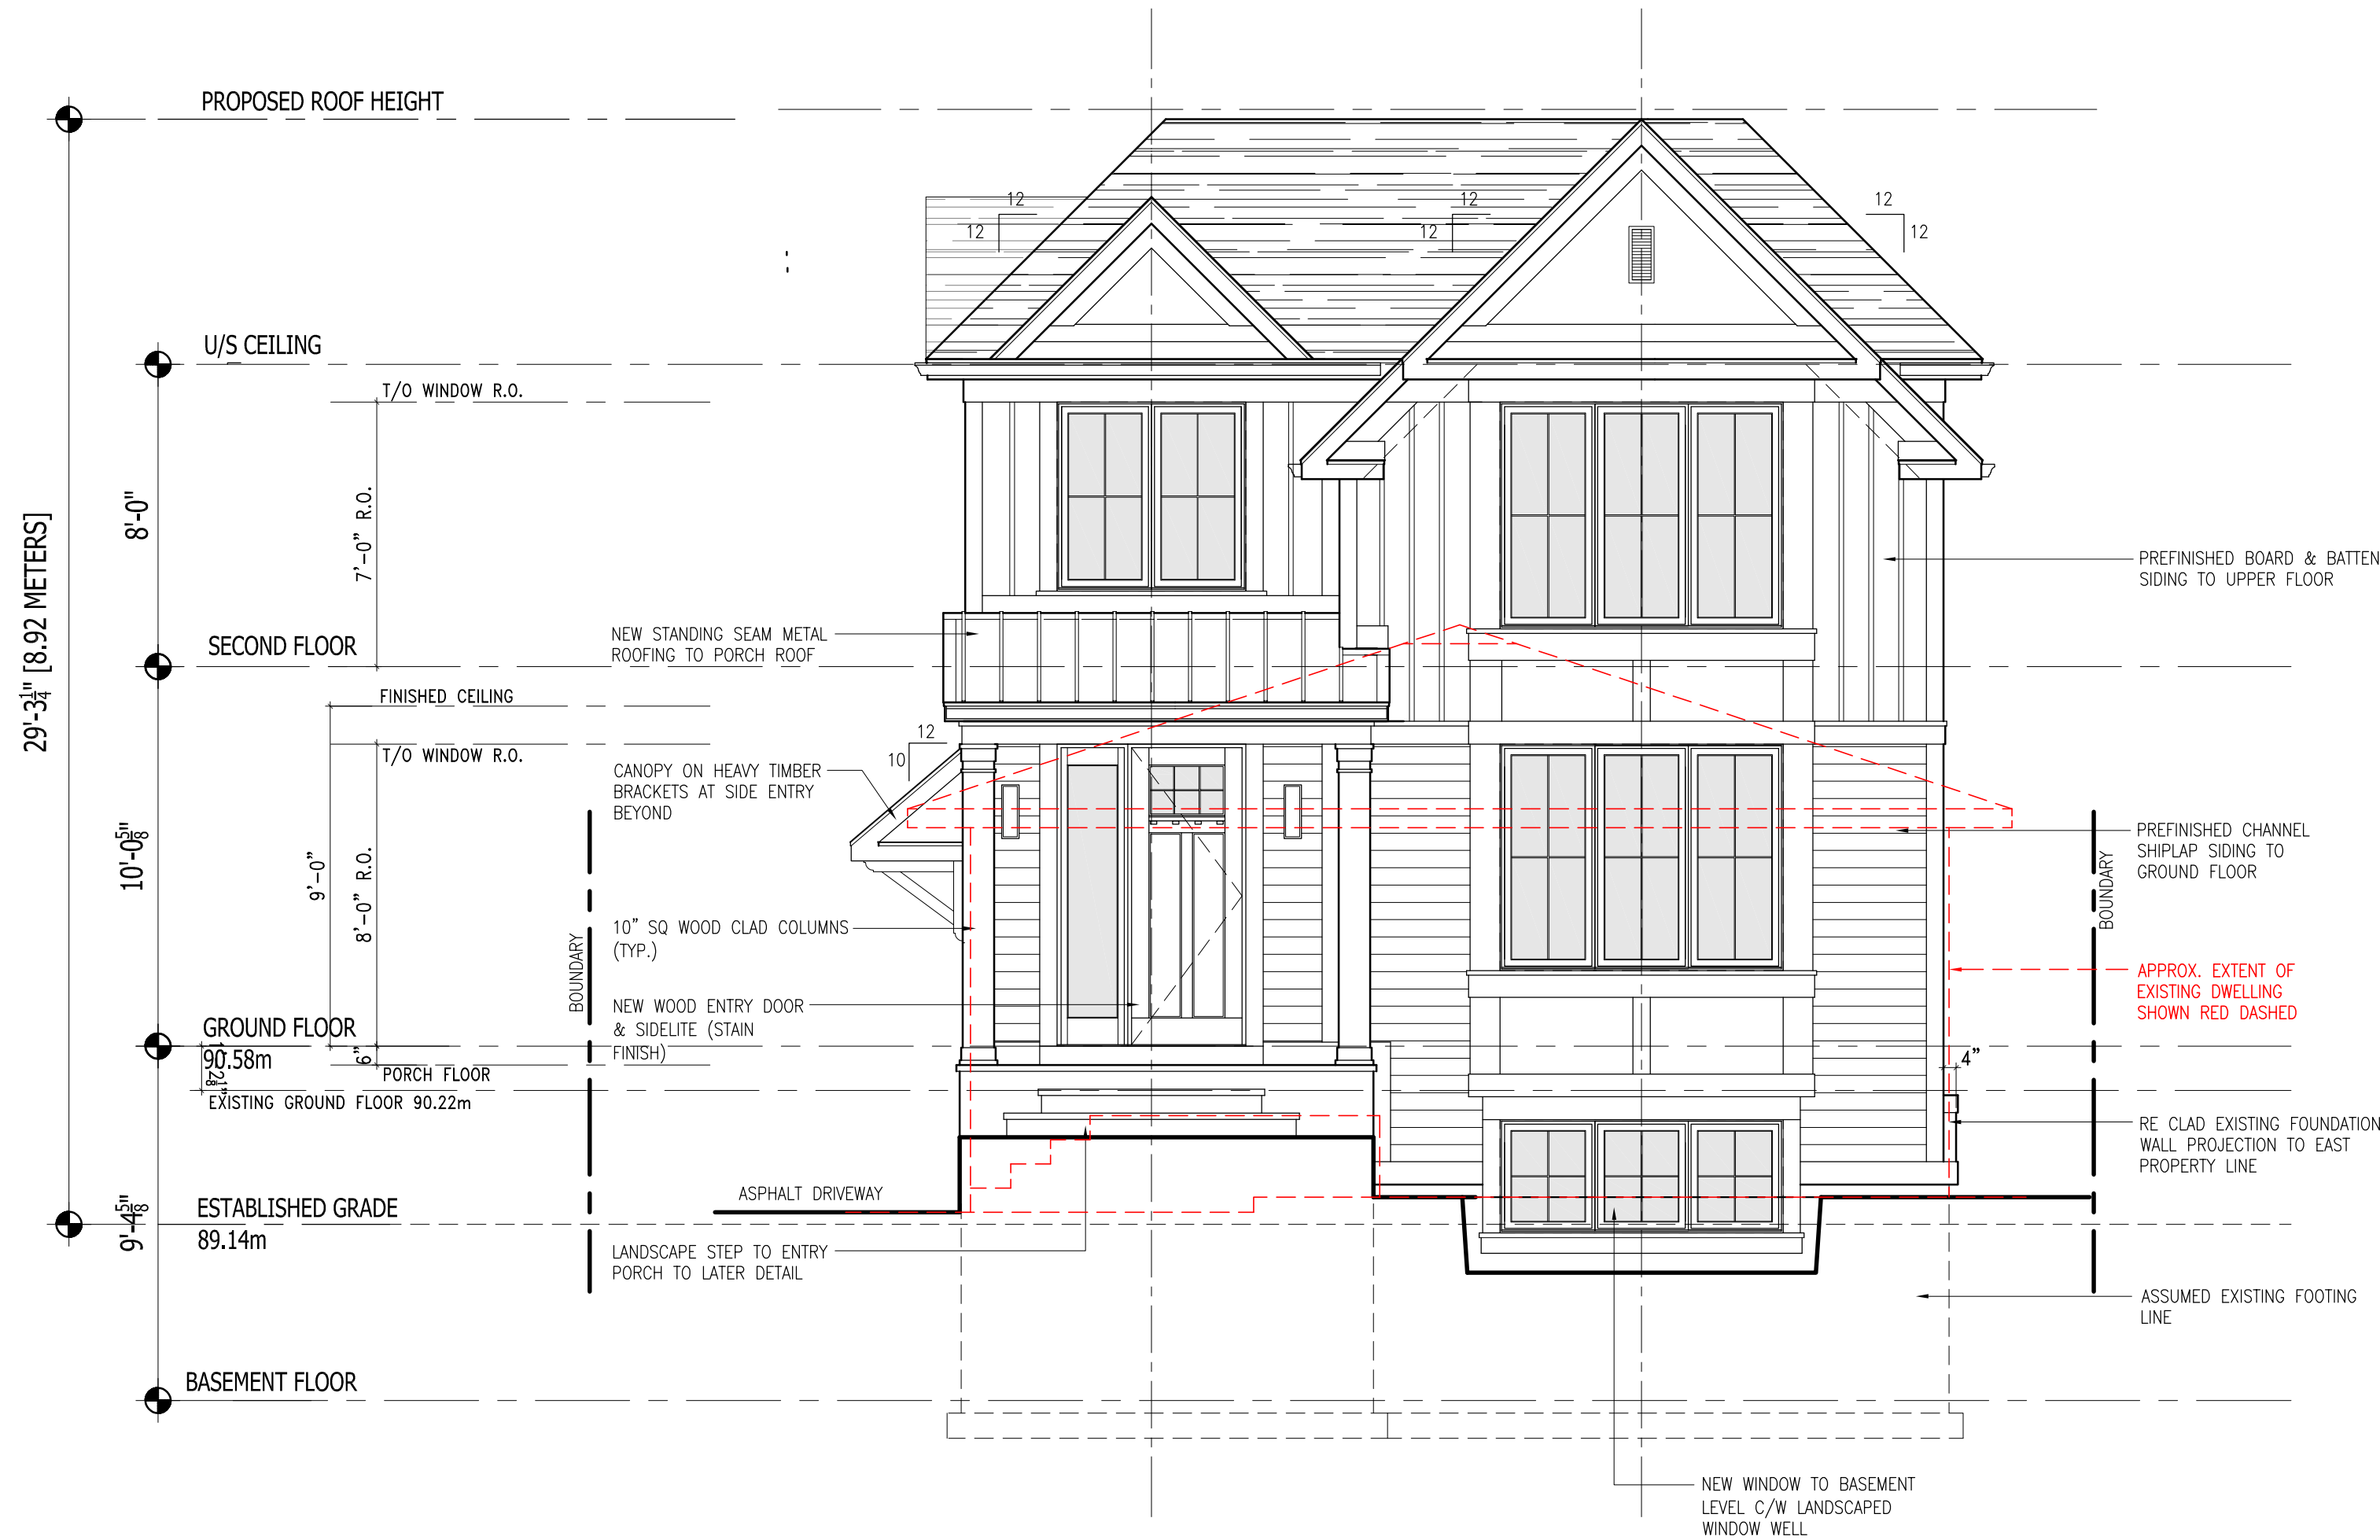 PROPOSED ROOF HEIGHT
12
12
12
12
12
12
U/S CEILING
T/O WINDOW R.O.
8'-0"
7'-0" R.O.
29'-3 1/4" [8.92 METERS]
PREFINISHED BOARD & BATTEN
SIDING TO UPPER FLOOR
NEW STANDING SEAM METAL
ROOFING TO PORCH ROOF
SECOND FLOOR
FINISHED CEILING
T/O WINDOW R.O.
12
10
CANOPY ON HEAVY TIMBER
BRACKETS AT SIDE ENTRY
BEYOND
10'-0 5/8"
9'-0"
8'-0" R.O.
PREFINISHED CHANNEL
SHIPLAP SIDING TO
GROUND FLOOR
BOUNDARY
10" SQ WOOD CLAD COLUMNS
(TYP.)
BOUNDARY
APPROX. EXTENT OF
EXISTING DWELLING
SHOWN RED DASHED
NEW WOOD ENTRY DOOR
& SIDELITE (STAIN
FINISH)
GROUND FLOOR
90.58m
6"
PORCH FLOOR
EXISTING GROUND FLOOR 90.22m
4"
RE CLAD EXISTING FOUNDATION
WALL PROJECTION TO EAST
PROPERTY LINE
ASPHALT DRIVEWAY
9'-4 5/8"
ESTABLISHED GRADE
89.14m
LANDSCAPE STEP TO ENTRY
PORCH TO LATER DETAIL
ASSUMED EXISTING FOOTING
LINE
BASEMENT FLOOR
NEW WINDOW TO BASEMENT
LEVEL C/W LANDSCAPED
WINDOW WELL